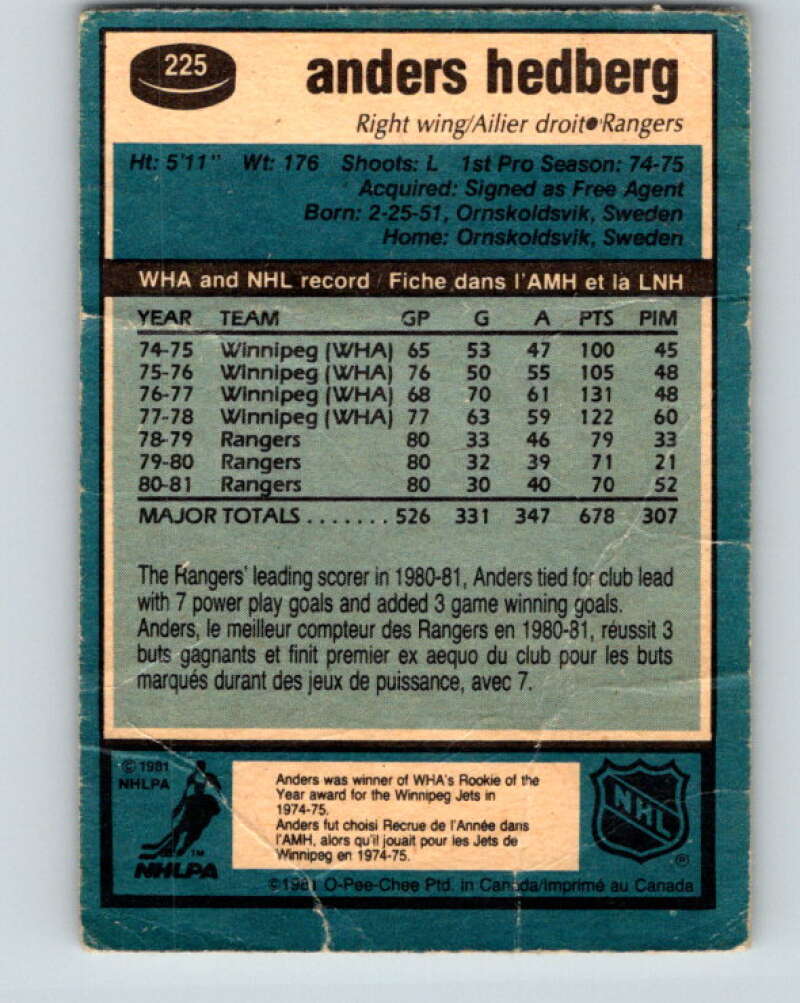 225
anders hedberg
Right wing/Ailier droit•Rangers
Ht: 5'11" Wt: 176 Shoots: L 1st Pro Season: 74-75
Acquired: Signed as Free Agent
Born: 2-25-51, Ornskoldsvik, Sweden
Home: Ornskoldsvik, Sweden
WHA and NHL record / Fiche dans l'AMH et la LNH
YEAR TEAM GP G A PTS PIM
74-75 Winnipeg (WHA) 65 53 47 100 45
75-76 Winnipeg (WHA) 76 50 55 105 48
76-77 Winnipeg (WHA) 68 70 61 131 48
77-78 Winnipeg (WHA) 77 63 59 122 60
78-79 Rangers 80 33 46 79 33
79-80 Rangers 80 32 39 71 21
80-81 Rangers 80 30 40 70 52
MAJOR TOTALS ....... 526 331 347 678 307
The Rangers' leading scorer in 1980-81, Anders tied for club lead
with 7 power play goals and added 3 game winning goals.
Anders, le meilleur compteur des Rangers en 1980-81, réussit 3
buts gagnants et finit premier ex aequo du club pour les buts
marqués durant des jeux de puissance, avec 7.
© 1981
NHLPA
TM
NHLPA
Anders was winner of WHA's Rookie of the
Year award for the Winnipeg Jets in
1974-75.
Anders fut choisi Recrue de l'Année dans
l'AMH, alors qu'il jouait pour les Jets de
Winnipeg en 1974-75.
NHL
®
©1981 O-Pee-Chee Ptd. in Canada/Imprimé au Canada